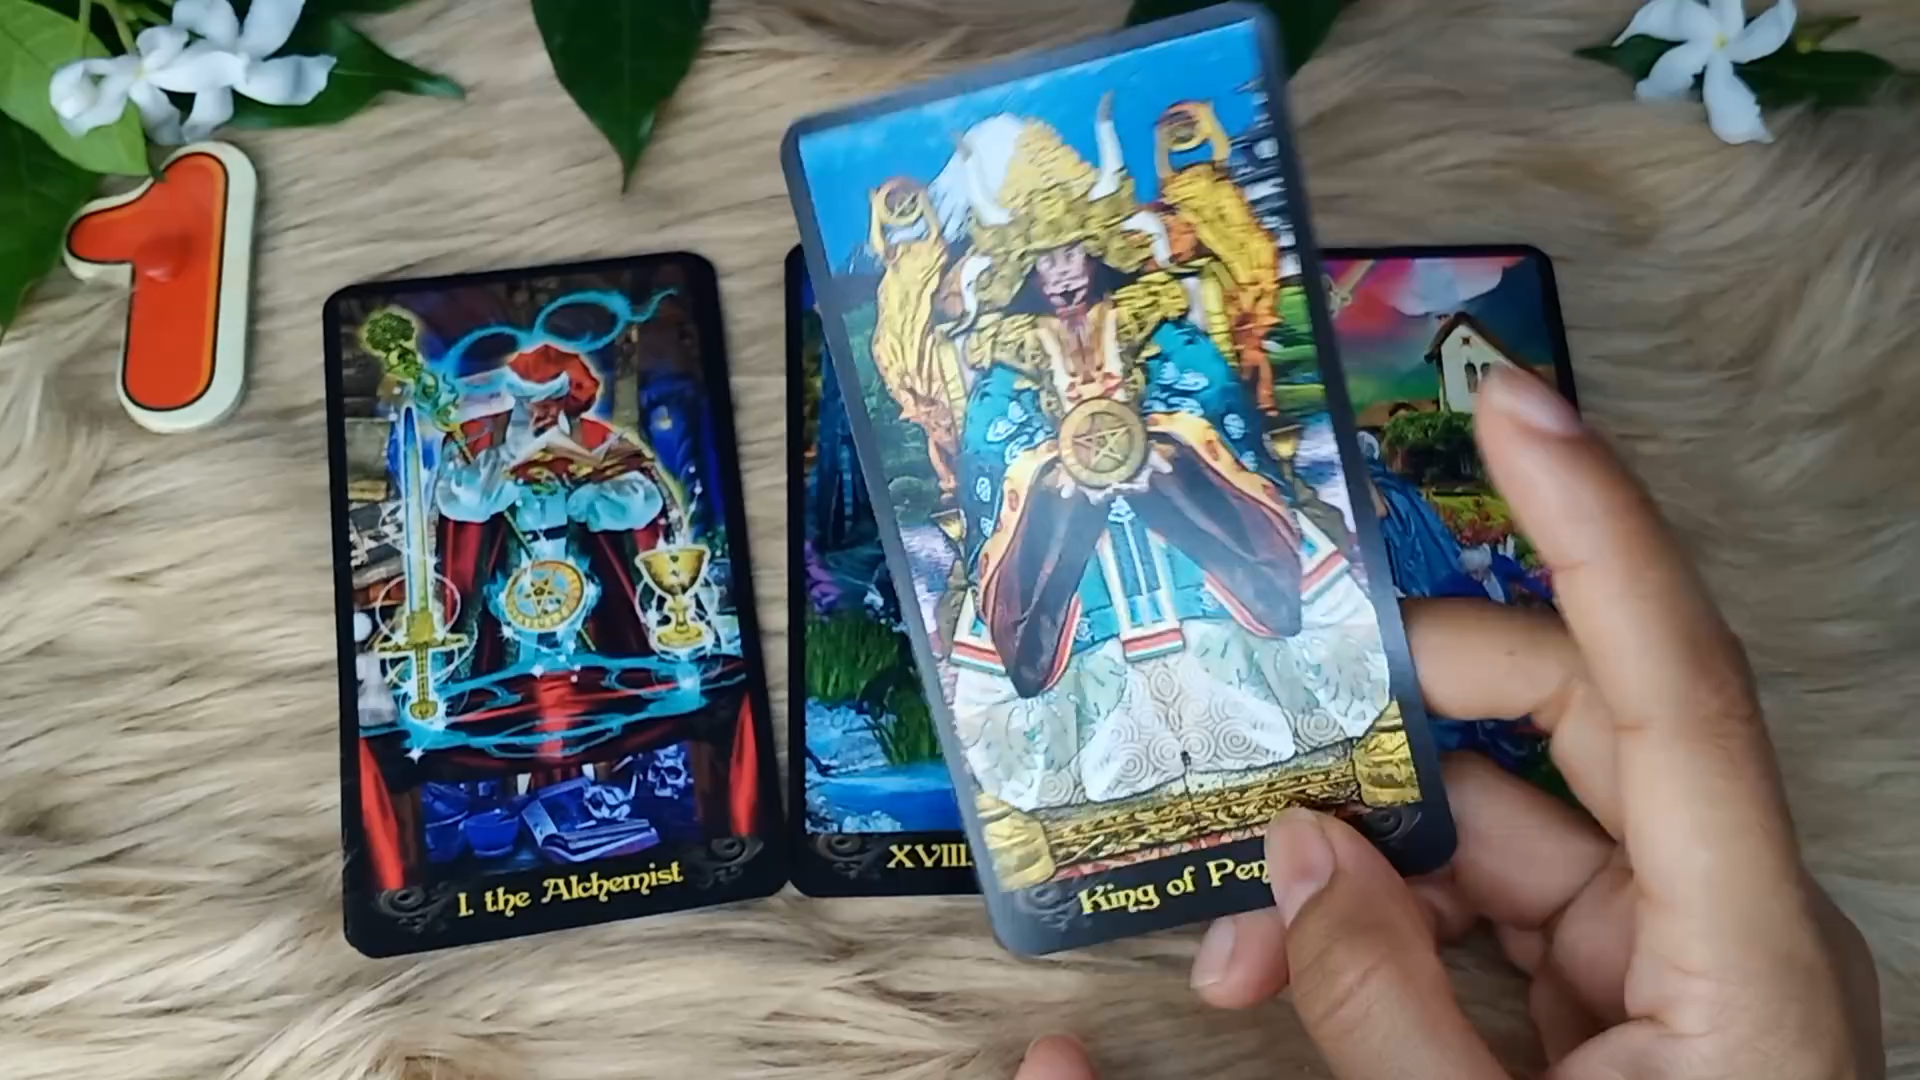 1
I. the Alchemist
XVIII.
King of Pen